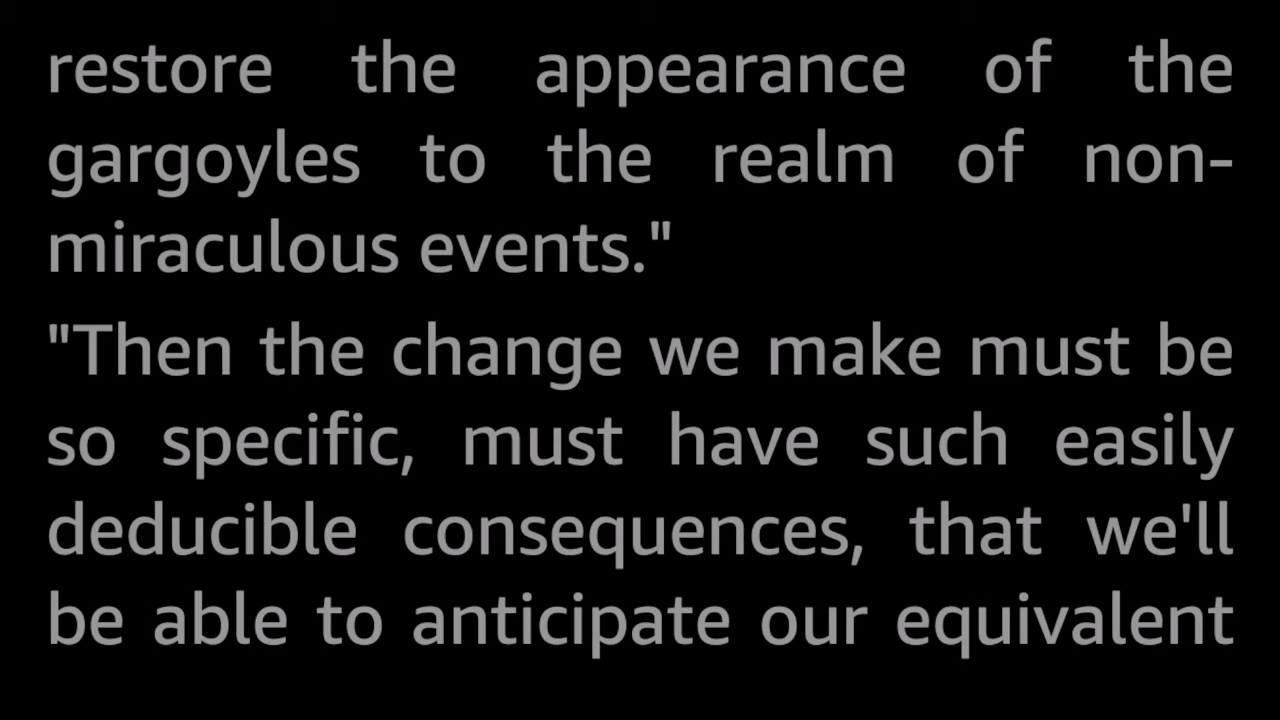 restore the appearance of the
gargoyles to the realm of non-
miraculous events."
"Then the change we make must be
so specific, must have such easily
deducible consequences, that we'll
be able to anticipate our equivalent